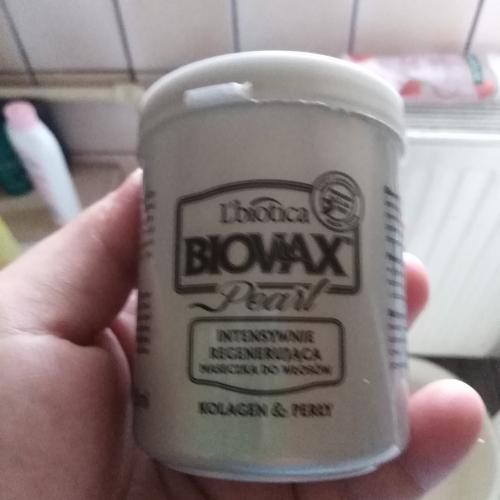 L'biotica
BIOVAX
Pearl
INTENSYWNIE
REGENERUJĄCA
MASECZKA DO WŁOSÓW
KOLAGEN & PERŁY